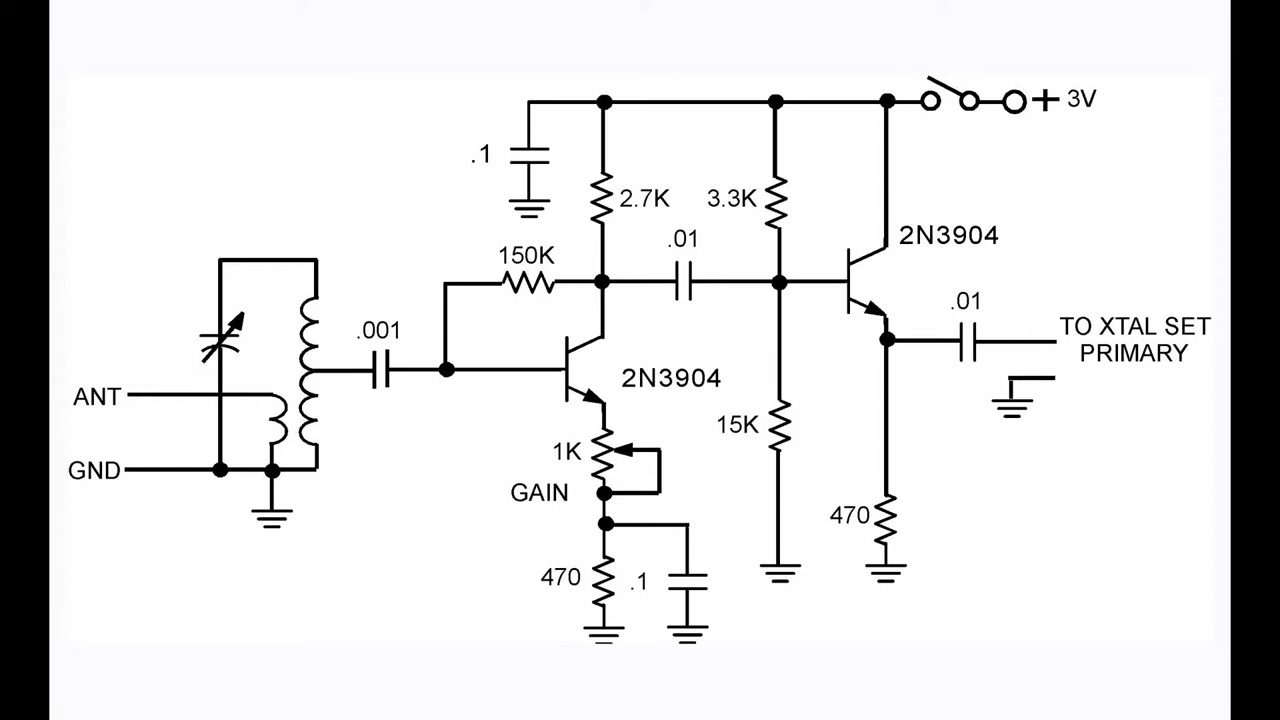 + 3V
.1
2.7K
3.3K
2N3904
.01
150K
.01
.001
TO XTAL SET
PRIMARY
2N3904
ANT
15K
1K
GND
GAIN
470
470
.1